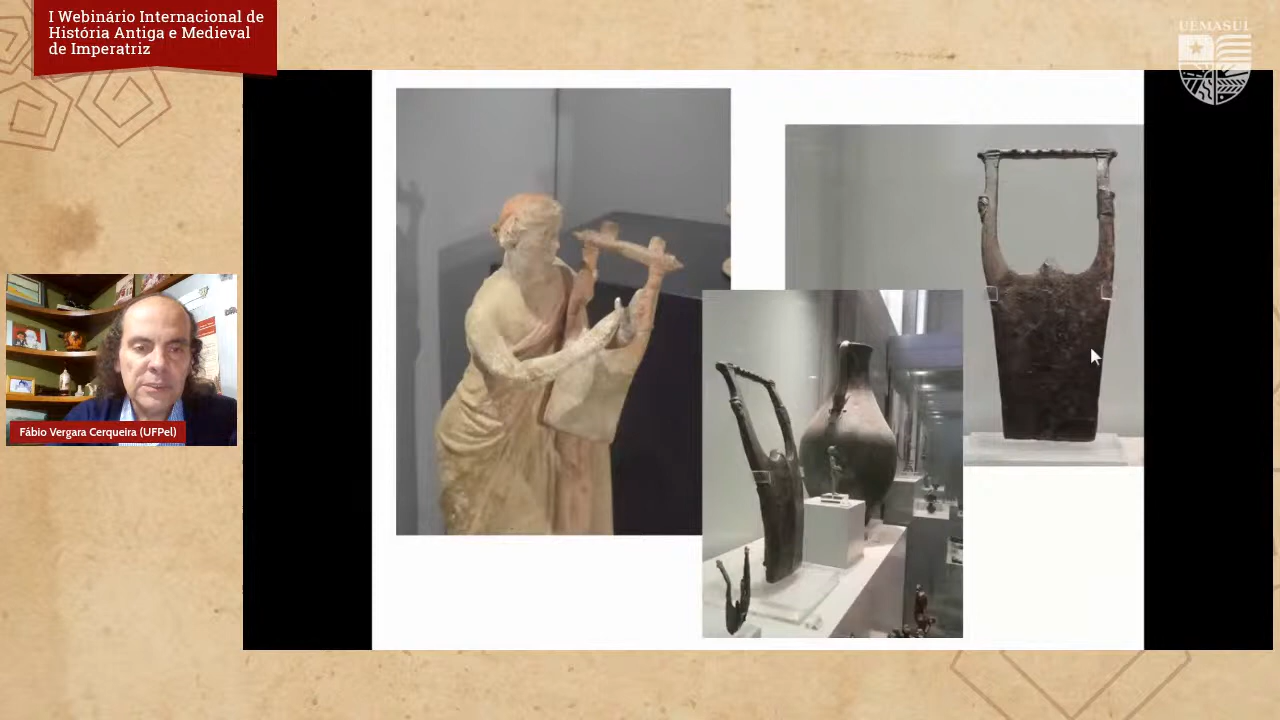 I Webinário Internacional de
História Antiga e Medieval
de Imperatriz
UEMASUL
Fábio Vergara Cerqueira (UFPel)